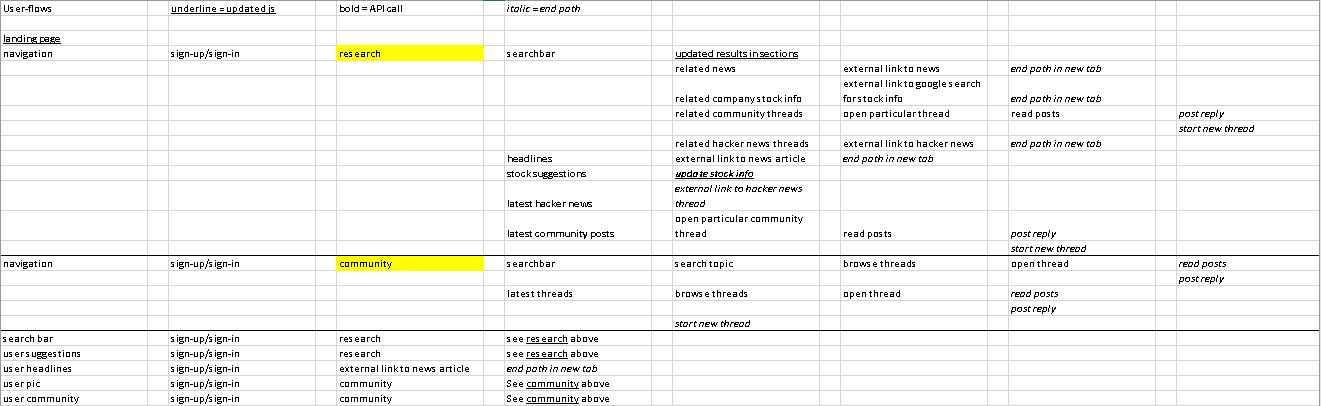 User-flows underline = updated js bold = API call italic = end path
landing page
navigation sign-up/sign-in research searchbar updated results in sections
related news external link to news end path in new tab
external link to google search
related company stock info for stock info end path in new tab
related community threads open particular thread read posts post reply
start new thread
related hacker news threads external link to hacker news end path in new tab
headlines external link to news article end path in new tab
stock suggestions update stock info
external link to hacker news
latest hacker news thread
open particular community
latest community posts thread read posts post reply
start new thread
navigation sign-up/sign-in community searchbar search topic browse threads open thread read posts
post reply
latest threads browse threads open thread read posts
post reply
start new thread
search bar sign-up/sign-in research see research above
user suggestions sign-up/sign-in research see research above
user headlines sign-up/sign-in external link to news article end path in new tab
user pic sign-up/sign-in community See community above
user community sign-up/sign-in community See community above